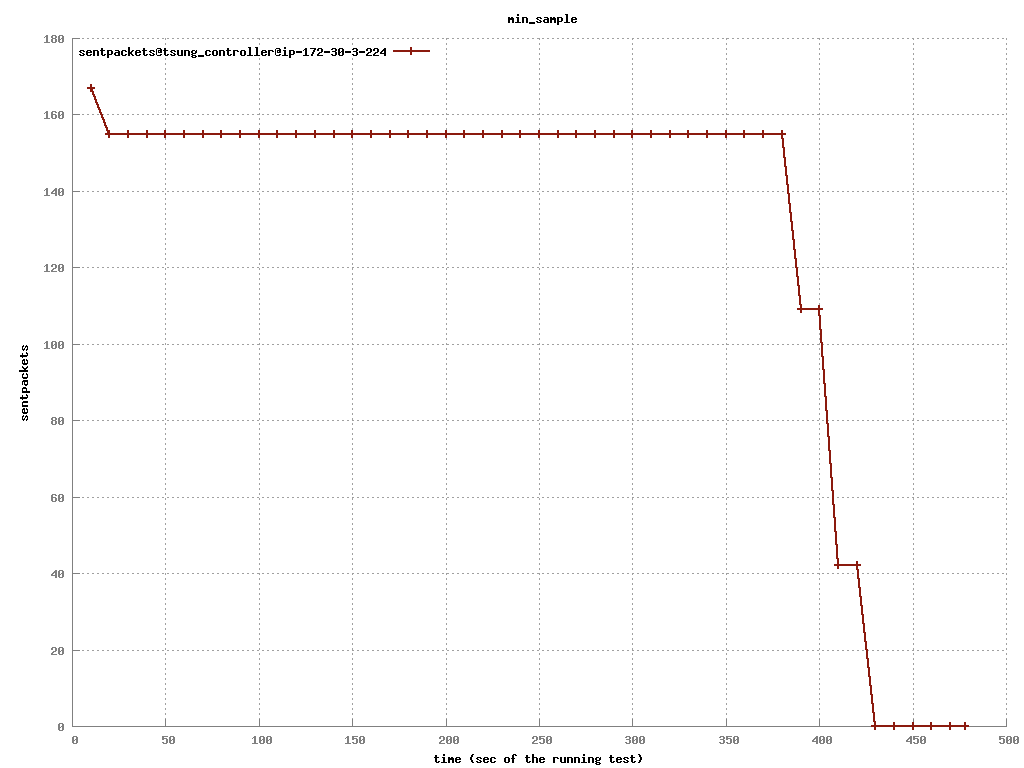 min_sample
sentpackets@tsung_controller@ip-172-30-3-224
180
160
140
120
100
80
60
40
20
0
sentpackets
0 50 100 150 200 250 300 350 400 450 500
time (sec of the running test)